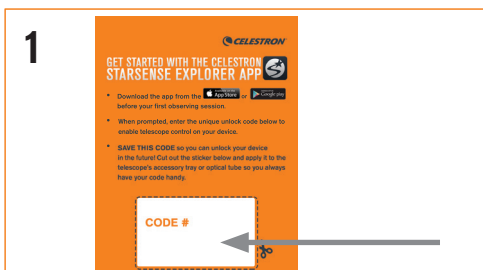 1
CELESTRON
GET STARTED WITH THE CELESTRON
STARSENSE EXPLORER APP
• Download the app from the App Store or Google play
before your first observing session.
• When prompted, enter the unique unlock code below to
enable telescope control on your device.
• SAVE THIS CODE so you can unlock your device
in the future! Cut out the sticker below and apply it to the
telescope's accessory tray or optical tube so you always
have your code handy.
CODE #